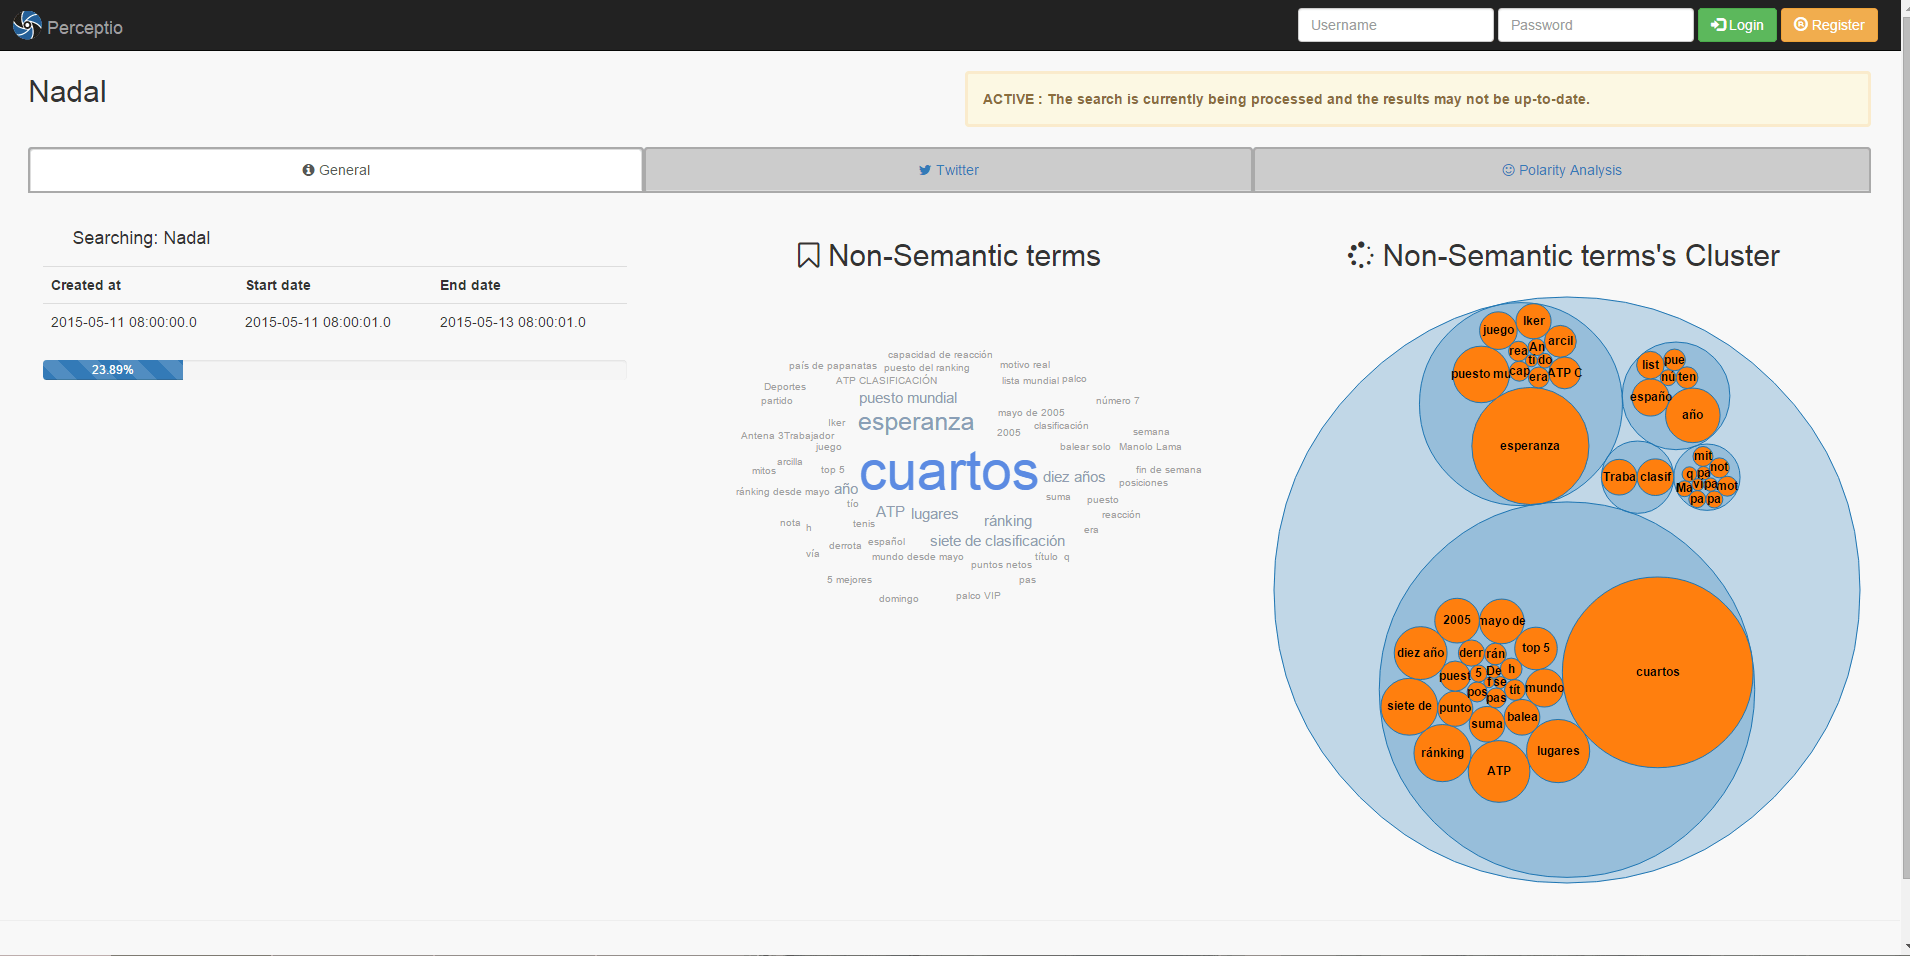 Perceptio
Username
Password
Login
Register
Nadal
ACTIVE : The search is currently being processed and the results may not be up-to-date.
General
Twitter
Polarity Analysis
Searching: Nadal
Created at Start date End date
2015-05-11 08:00:00.0 2015-05-11 08:00:01.0 2015-05-13 08:00:01.0
23.89%
Non-Semantic terms
capacidad de reacción
país de papanatas
puesto del ranking
motivo real
ATP CLASIFICACIÓN
lista mundial
palco
Deportes
puesto mundial
partido
número 7
mayo de 2005
Iker
esperanza
clasificación
2005
semana
Antena 3
Trabajador
juego
balear solo
Manolo Lama
arcilla
mitos
top 5
cuartos
diez años
fin de semana
posiciones
ránking desde mayo
año
suma
puesto
tío
ATP
lugares
ránking
reacción
nota
h
tenis
era
derrota
español
siete de clasificación
vía
mundo desde mayo
título
q
puntos netos
5 mejores
pas
domingo
palco VIP
Non-Semantic terms's Cluster
juego
Iker
arcil
rea
An
ti
do
puesto mu
cap
era
ATP C
esperanza
list
pue
nú
ten
españo
año
Traba
clasif
mit
not
q
pa
Ma
vi
pa
mot
pa
pa
2005
mayo de
diez año
derr
rán
top 5
puest
5
De
h
f
se
pos
pas
tít
mundo
siete de
punto
suma
balea
ránking
ATP
lugares
cuartos